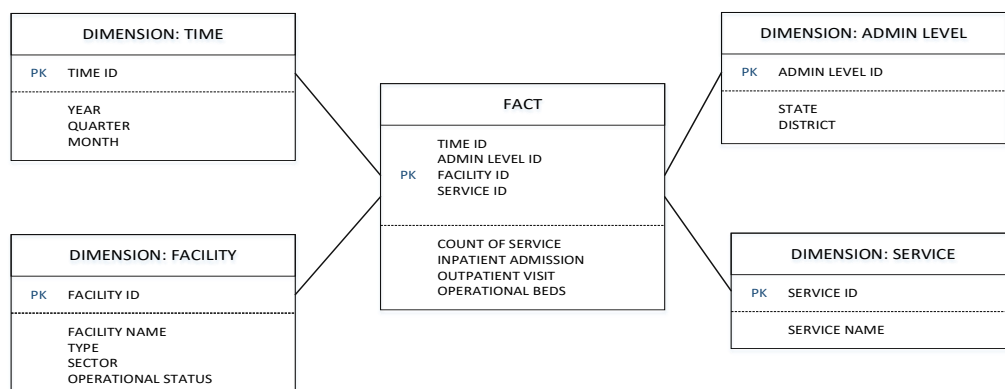 DIMENSION: TIME
PK TIME ID
YEAR
QUARTER
MONTH
DIMENSION: FACILITY
PK FACILITY ID
FACILITY NAME
TYPE
SECTOR
OPERATIONAL STATUS
FACT
TIME ID
ADMIN LEVEL ID
PK FACILITY ID
SERVICE ID
COUNT OF SERVICE
INPATIENT ADMISSION
OUTPATIENT VISIT
OPERATIONAL BEDS
DIMENSION: ADMIN LEVEL
PK ADMIN LEVEL ID
STATE
DISTRICT
DIMENSION: SERVICE
PK SERVICE ID
SERVICE NAME